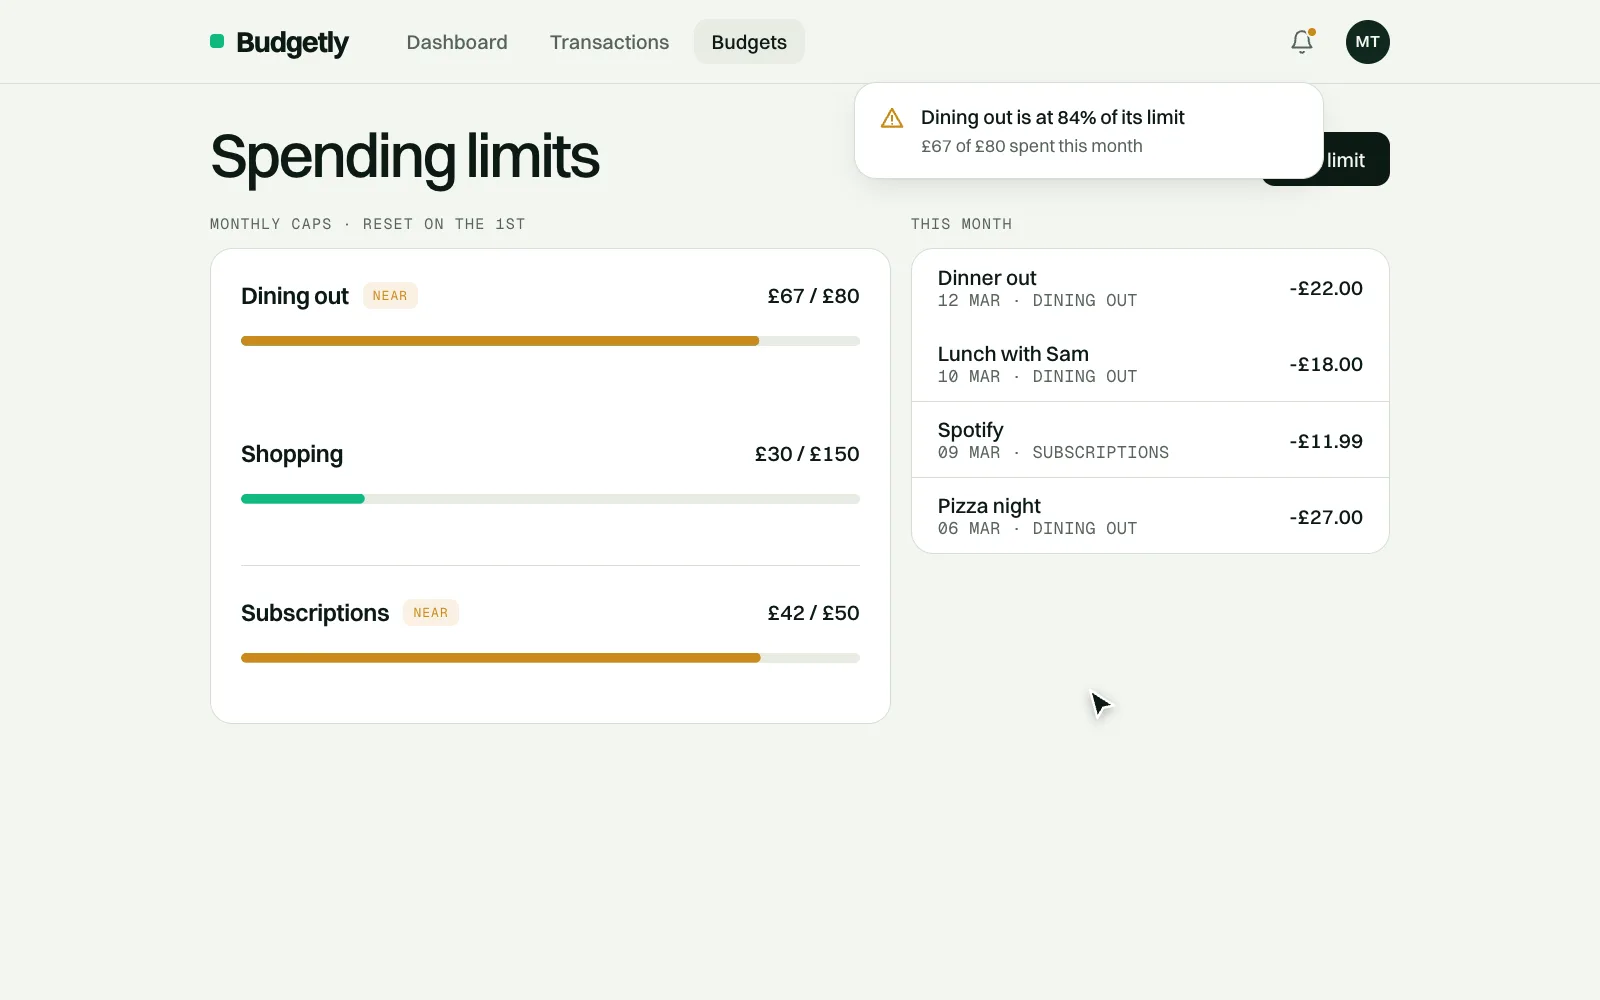 Budgetly
Dashboard
Transactions
Budgets
MT
Dining out is at 84% of its limit
£67 of £80 spent this month
Spending limits
limit
MONTHLY CAPS · RESET ON THE 1ST
Dining out
NEAR
£67 / £80
Shopping
£30 / £150
Subscriptions
NEAR
£42 / £50
THIS MONTH
Dinner out
12 MAR · DINING OUT
-£22.00
Lunch with Sam
10 MAR · DINING OUT
-£18.00
Spotify
09 MAR · SUBSCRIPTIONS
-£11.99
Pizza night
06 MAR · DINING OUT
-£27.00